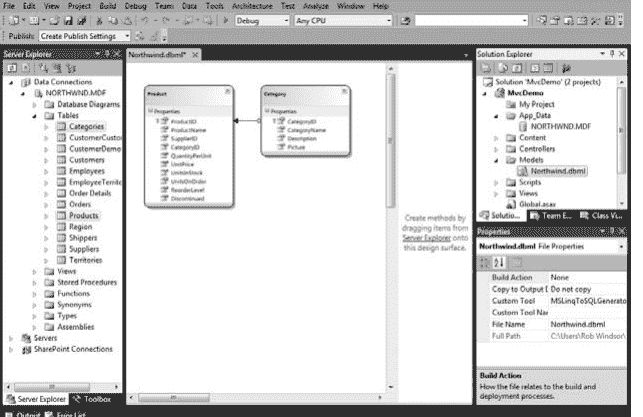 File Edit View Project Build Debug Team Data Tools Architecture Test Analyze Window Help
Debug Any CPU
Publish: Create Publish Settings
Server Explorer
Data Connections
NORTHWND.MDF
Database Diagrams
Tables
Categories
CustomerCustor
CustomerDemo
Customers
Employees
EmployeeTerrito
Order Details
Orders
Products
Region
Shippers
Suppliers
Territories
Views
Stored Procedures
Functions
Synonyms
Types
Assemblies
Servers
SharePoint Connections
Server Explorer Toolbox
Output Error List
Northwind.dbml*
Product
Properties
ProductID
ProductName
SupplierID
CategoryID
QuantityPerUnit
UnitPrice
UnitsInStock
UnitsOnOrder
ReorderLevel
Discontinued
Category
Properties
CategoryID
CategoryName
Description
Picture
Create methods by
dragging items from
Server Explorer onto
this design surface.
Solution Explorer
Solution 'MvcDemo' (2 projects)
MvcDemo
My Project
App_Data
NORTHWND.MDF
Content
Controllers
Models
Northwind.dbml
Scripts
Views
Global.asax
Solutio... Team E... Class Vi...
Properties
Northwind.dbml File Properties
Build Action None
Copy to Output D Do not copy
Custom Tool MSLinqToSQLGenerato
Custom Tool Nam
File Name Northwind.dbml
Full Path C:\Users\Rob Windsor\
Build Action
How the file relates to the build and
deployment processes.